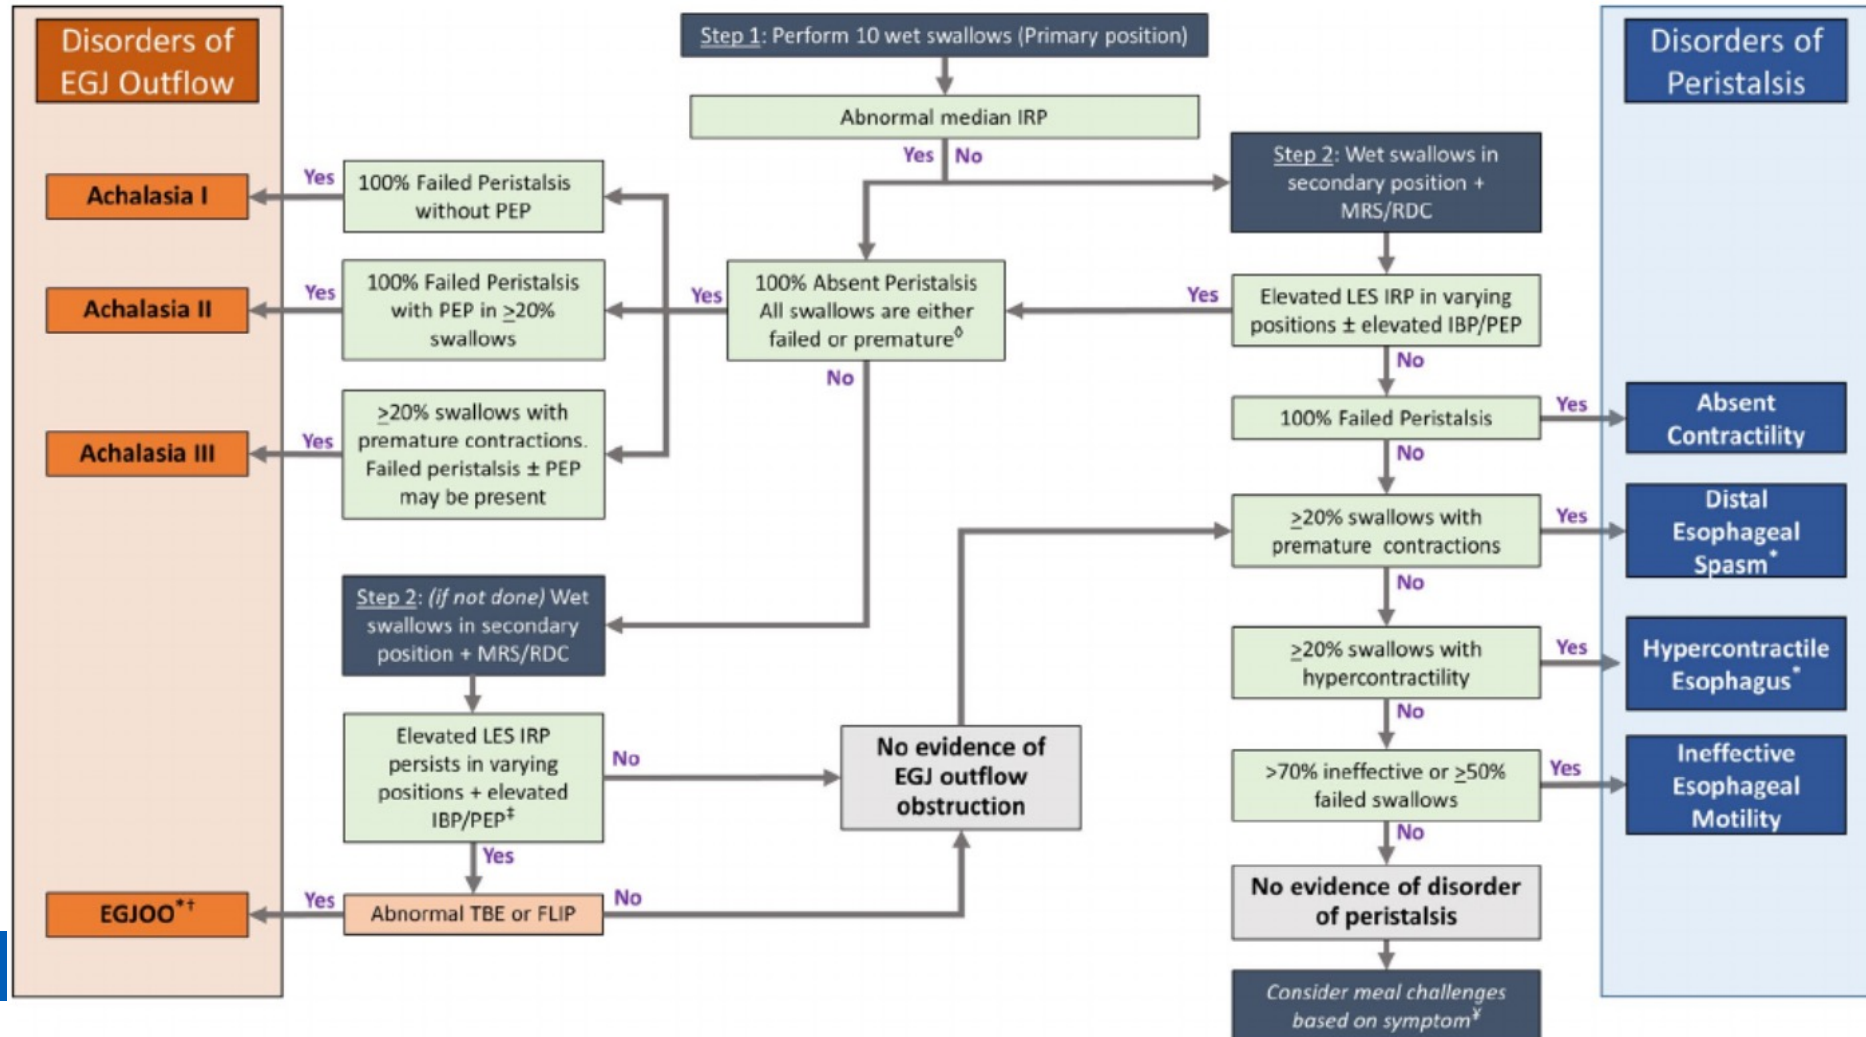 Disorders of
EGJ Outflow
Achalasia I
Achalasia II
Achalasia III
EGJOO*†
Yes
100% Failed Peristalsis
without PEP
Yes
100% Failed Peristalsis
with PEP in ≥20%
swallows
Yes
≥20% swallows with
premature contractions.
Failed peristalsis ± PEP
may be present
Step 1: Perform 10 wet swallows (Primary position)
Abnormal median IRP
Yes
No
100% Absent Peristalsis
All swallows are either
failed or premature◊
Yes
No
Step 2: (if not done) Wet
swallows in secondary
position + MRS/RDC
Elevated LES IRP
persists in varying
positions + elevated
IBP/PEP‡
No
Yes
Abnormal TBE or FLIP
Yes
No
No evidence of
EGJ outflow
obstruction
Step 2: Wet swallows in
secondary position +
MRS/RDC
Elevated LES IRP in varying
positions ± elevated IBP/PEP
Yes
No
100% Failed Peristalsis
Yes
No
≥20% swallows with
premature contractions
Yes
No
≥20% swallows with
hypercontractility
Yes
No
>70% ineffective or ≥50%
failed swallows
Yes
No
No evidence of disorder
of peristalsis
Consider meal challenges
based on symptom¥
Disorders of
Peristalsis
Absent
Contractility
Distal
Esophageal
Spasm*
Hypercontractile
Esophagus*
Ineffective
Esophageal
Motility